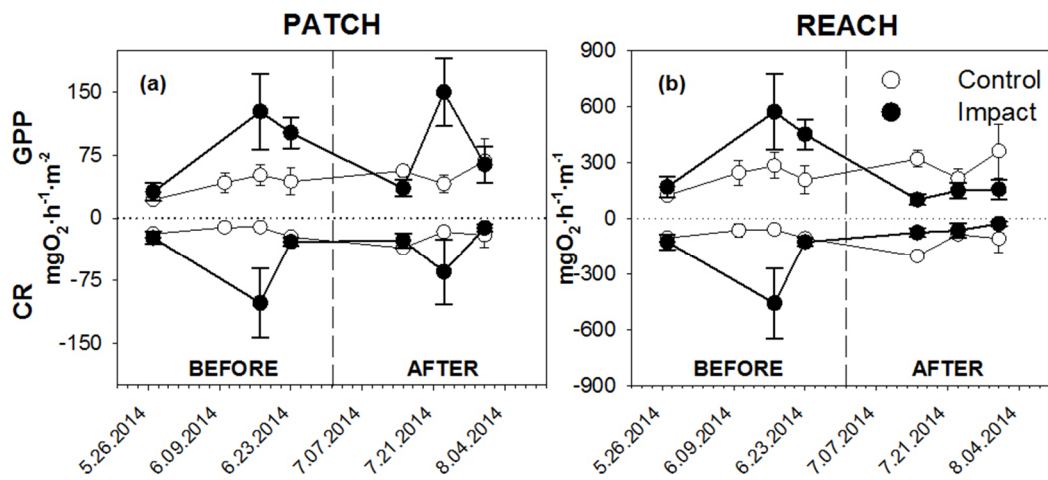 PATCH
REACH
GPP
CR
mgO₂·h⁻¹·m⁻²
150
75
0
-75
-150
(a)
BEFORE
AFTER
5.26.2014
6.09.2014
6.23.2014
7.07.2014
7.21.2014
8.04.2014
mgO₂·h⁻¹·m⁻¹
900
600
300
0
-300
-600
-900
(b)
Control
Impact
BEFORE
AFTER
5.26.2014
6.09.2014
6.23.2014
7.07.2014
7.21.2014
8.04.2014